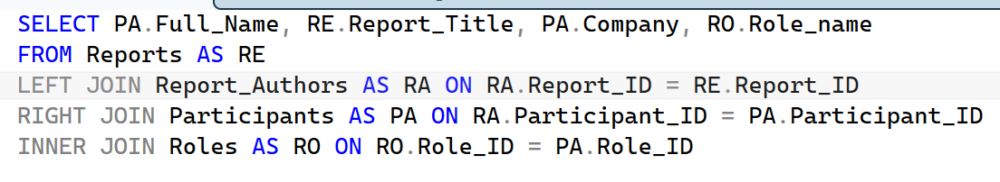 SELECT PA.Full_Name, RE.Report_Title, PA.Company, RO.Role_name
FROM Reports AS RE
LEFT JOIN Report_Authors AS RA ON RA.Report_ID = RE.Report_ID
RIGHT JOIN Participants AS PA ON RA.Participant_ID = PA.Participant_ID
INNER JOIN Roles AS RO ON RO.Role_ID = PA.Role_ID